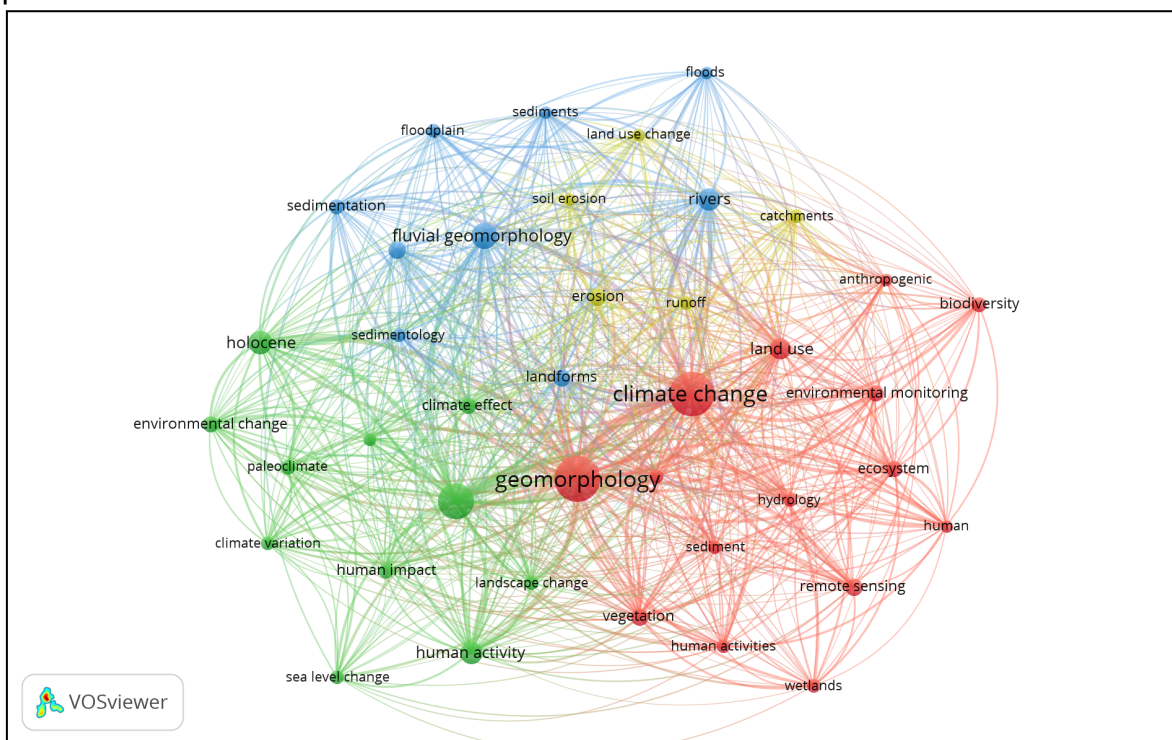 floods
sediments
floodplain
land use change
soil erosion
rivers
sedimentation
catchments
fluvial geomorphology
anthropogenic
erosion
runoff
biodiversity
sedimentology
holocene
land use
landforms
climate change
environmental monitoring
climate effect
environmental change
paleoclimate
ecosystem
geomorphology
hydrology
human
climate variation
sediment
human impact
landscape change
remote sensing
vegetation
human activities
human activity
sea level change
wetlands
VOSviewer